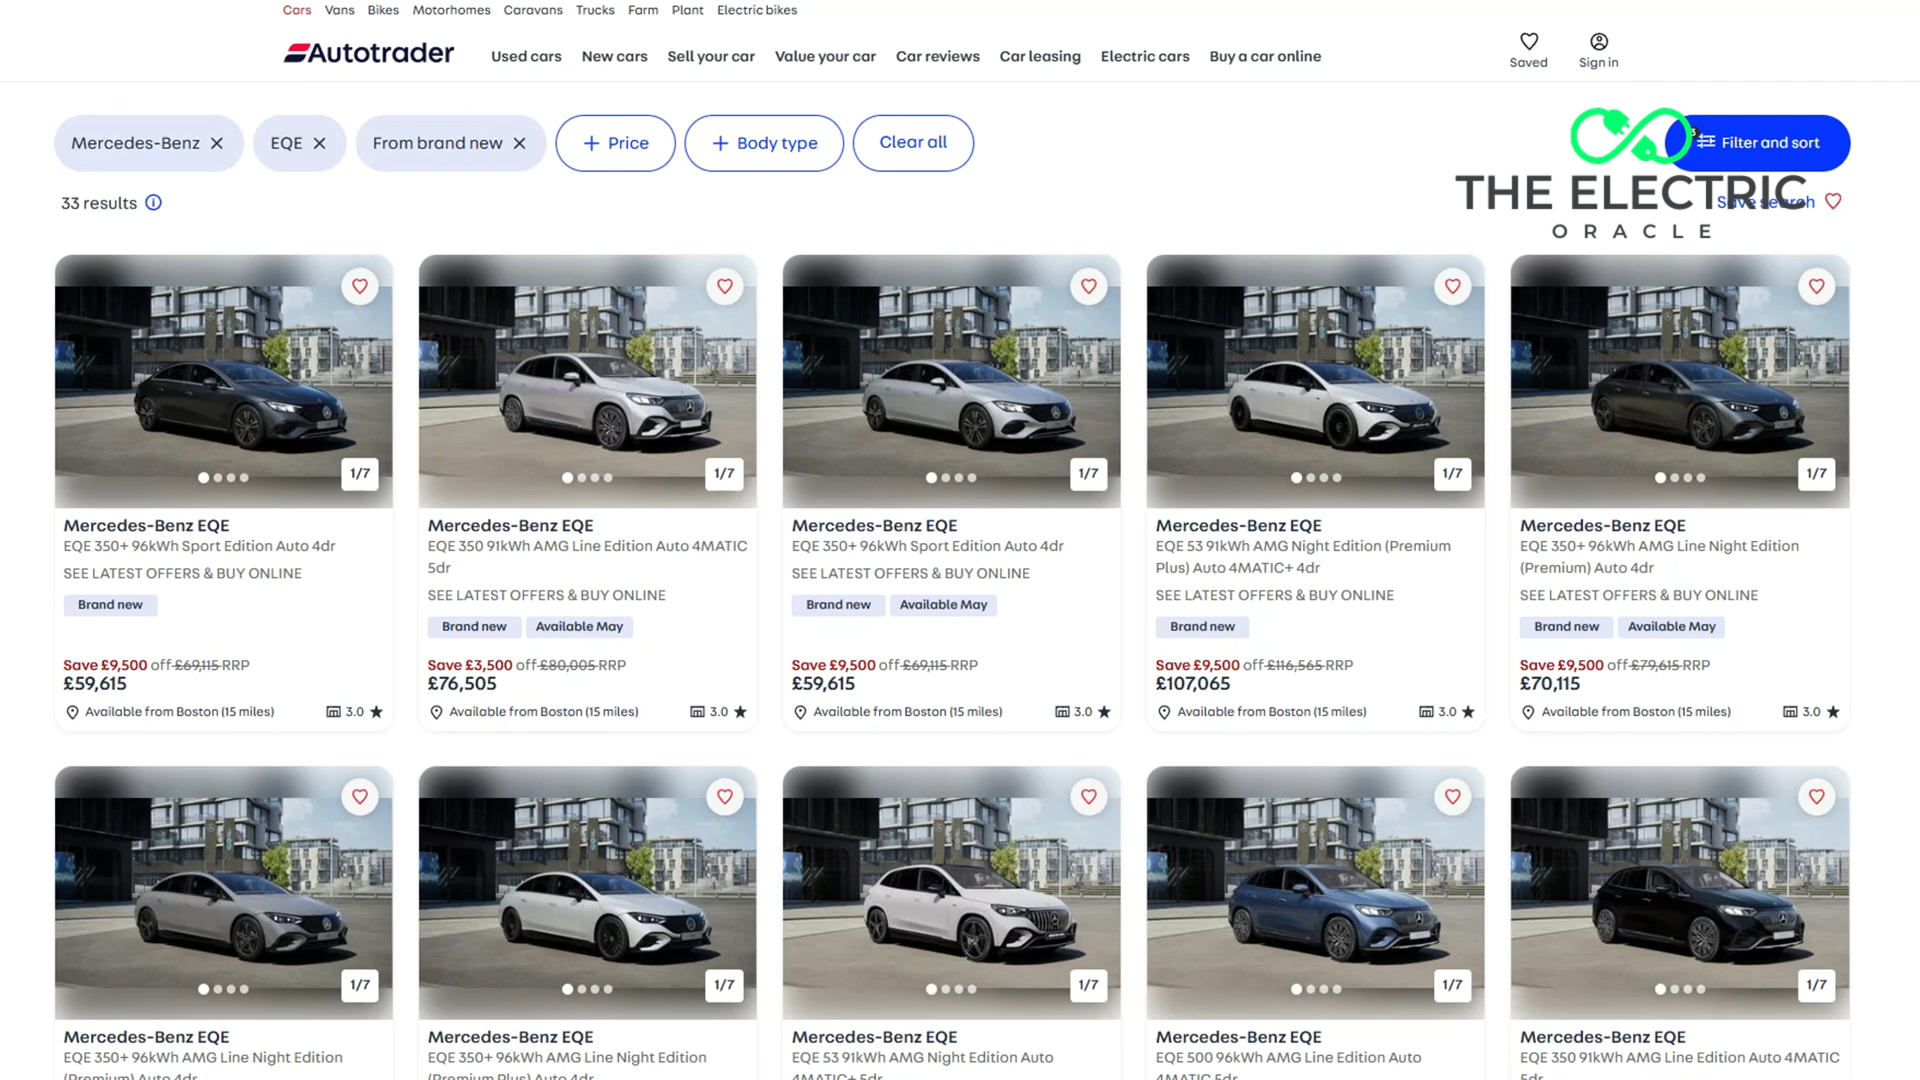 Cars Vans Bikes Motorhomes Caravans Trucks Farm Plant Electric bikes
Autotrader
Used cars New cars Sell your car Value your car Car reviews Car leasing Electric cars Buy a car online
Saved Sign in
Mercedes-Benz EQE From brand new + Price + Body type Clear all
3 Filter and sort
33 results
Save search
THE ELECTRIC
ORACLE
1/7 1/7 1/7 1/7 1/7
Mercedes-Benz EQE
EQE 350+ 96kWh Sport Edition Auto 4dr
SEE LATEST OFFERS & BUY ONLINE
Brand new
Save £9,500 off £69,115 RRP
£59,615
Available from Boston (15 miles) 3.0
Mercedes-Benz EQE
EQE 350 91kWh AMG Line Edition Auto 4MATIC
5dr
SEE LATEST OFFERS & BUY ONLINE
Brand new Available May
Save £3,500 off £80,005 RRP
£76,505
Available from Boston (15 miles) 3.0
Mercedes-Benz EQE
EQE 350+ 96kWh Sport Edition Auto 4dr
SEE LATEST OFFERS & BUY ONLINE
Brand new Available May
Save £9,500 off £69,115 RRP
£59,615
Available from Boston (15 miles) 3.0
Mercedes-Benz EQE
EQE 53 91kWh AMG Night Edition (Premium
Plus) Auto 4MATIC+ 4dr
SEE LATEST OFFERS & BUY ONLINE
Brand new
Save £9,500 off £116,565 RRP
£107,065
Available from Boston (15 miles) 3.0
Mercedes-Benz EQE
EQE 350+ 96kWh AMG Line Night Edition
(Premium) Auto 4dr
SEE LATEST OFFERS & BUY ONLINE
Brand new Available May
Save £9,500 off £79,615 RRP
£70,115
Available from Boston (15 miles) 3.0
1/7 1/7 1/7 1/7 1/7
Mercedes-Benz EQE
EQE 350+ 96kWh AMG Line Night Edition
(Premium) Auto 4dr
Mercedes-Benz EQE
EQE 350+ 96kWh AMG Line Night Edition
(Premium Plus) Auto 4dr
Mercedes-Benz EQE
EQE 53 91kWh AMG Night Edition Auto
4MATIC+ 5dr
Mercedes-Benz EQE
EQE 500 96kWh AMG Line Edition Auto
4MATIC 5dr
Mercedes-Benz EQE
EQE 350 91kWh AMG Line Edition Auto 4MATIC
5dr